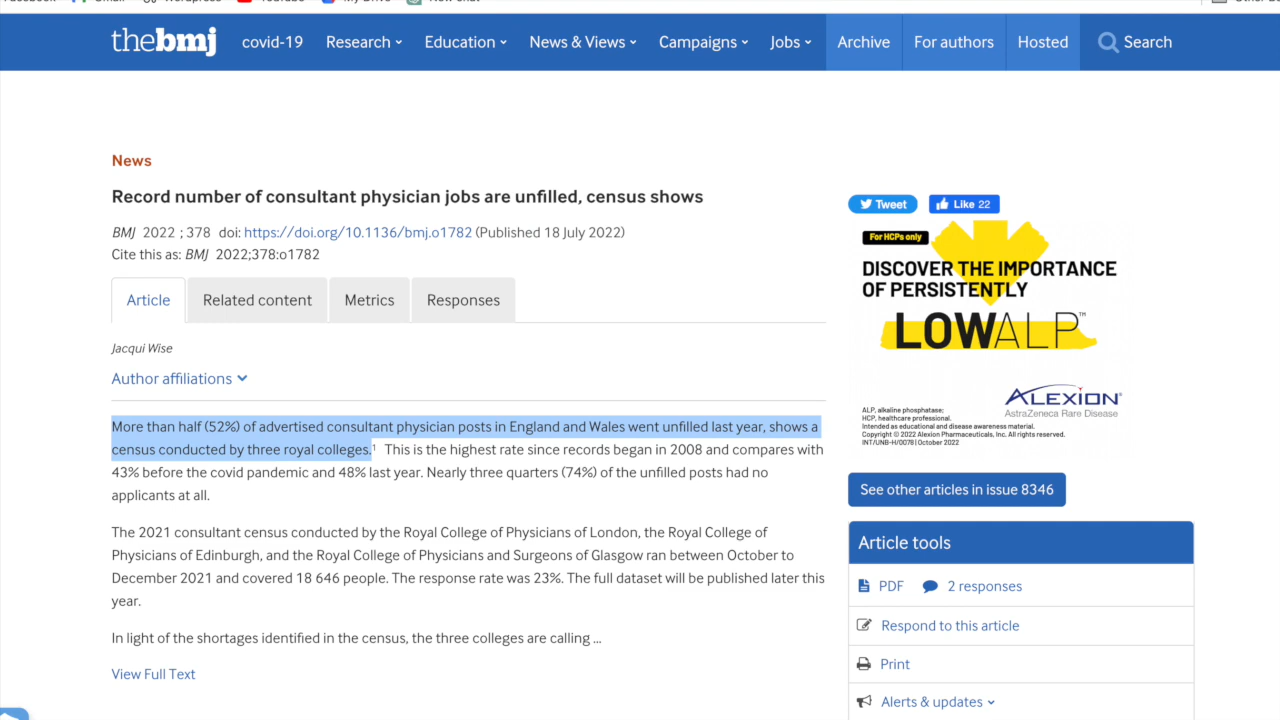 thebmj covid-19 Research Education News & Views Campaigns Jobs Archive For authors Hosted Search
News
Record number of consultant physician jobs are unfilled, census shows
BMJ 2022 ; 378 doi: https://doi.org/10.1136/bmj.o1782 (Published 18 July 2022)
Cite this as: BMJ 2022;378:o1782
Article Related content Metrics Responses
Jacqui Wise
Author affiliations
More than half (52%) of advertised consultant physician posts in England and Wales went unfilled last year, shows a
census conducted by three royal colleges.1 This is the highest rate since records began in 2008 and compares with
43% before the covid pandemic and 48% last year. Nearly three quarters (74%) of the unfilled posts had no
applicants at all.
The 2021 consultant census conducted by the Royal College of Physicians of London, the Royal College of
Physicians of Edinburgh, and the Royal College of Physicians and Surgeons of Glasgow ran between October to
December 2021 and covered 18 646 people. The response rate was 23%. The full dataset will be published later this
year.
In light of the shortages identified in the census, the three colleges are calling ...
View Full Text
Tweet Like 22
For HCPs only
DISCOVER THE IMPORTANCE
OF PERSISTENTLY
LOWALP™
ALEXION®
AstraZeneca Rare Disease
ALP, alkaline phosphatase;
HCP, healthcare professional.
Intended as educational and disease awareness material.
Copyright © 2022 Alexion Pharmaceuticals, Inc. All rights reserved.
INT/UNB-H/0078 | October 2022
See other articles in issue 8346
Article tools
PDF 2 responses
Respond to this article
Print
Alerts & updates